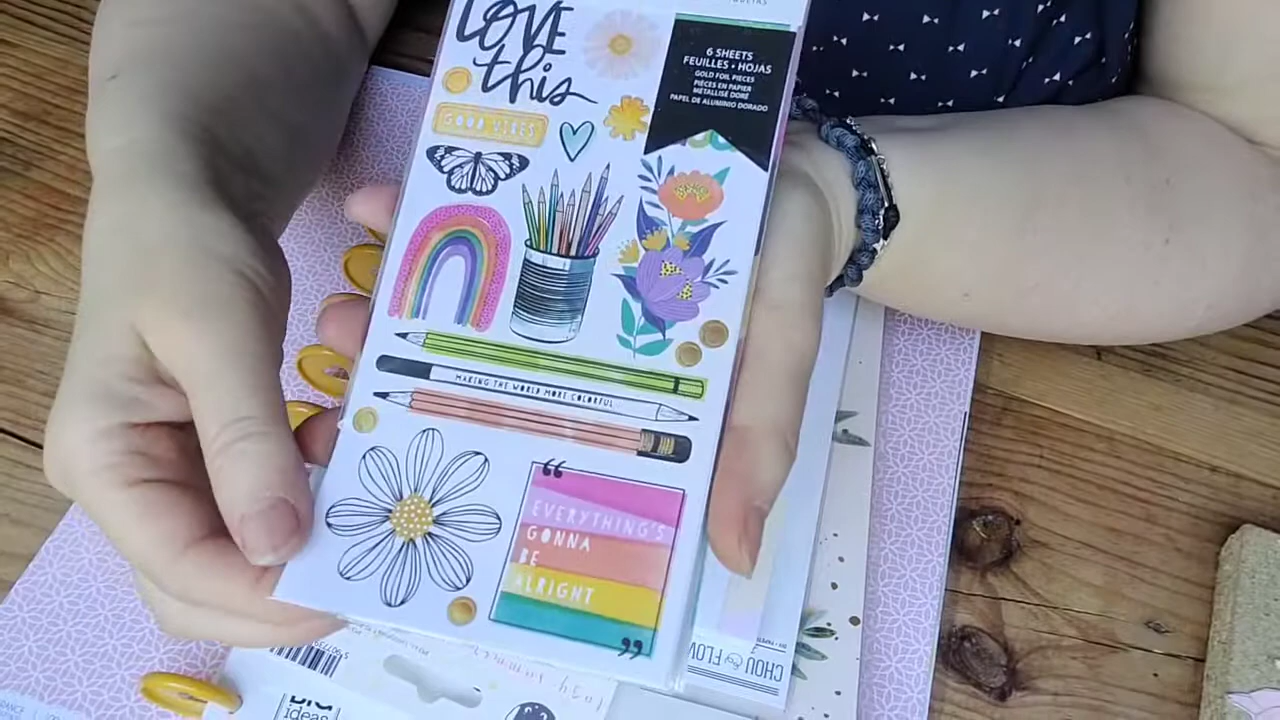 LOVE
this
6 SHEETS
FEUILLES • HOJAS
GOLD FOIL PIECES
PIÈCES EN PAPIER
MÉTALLISÉ DORÉ
PAPEL DE ALUMINIO DORADO
GOOD VIBES
MAKING THE WORLD MORE COLORFUL
“
EVERYTHING'S
GONNA
BE
ALRIGHT
”
CHOU & FLOW
BIG
ideas